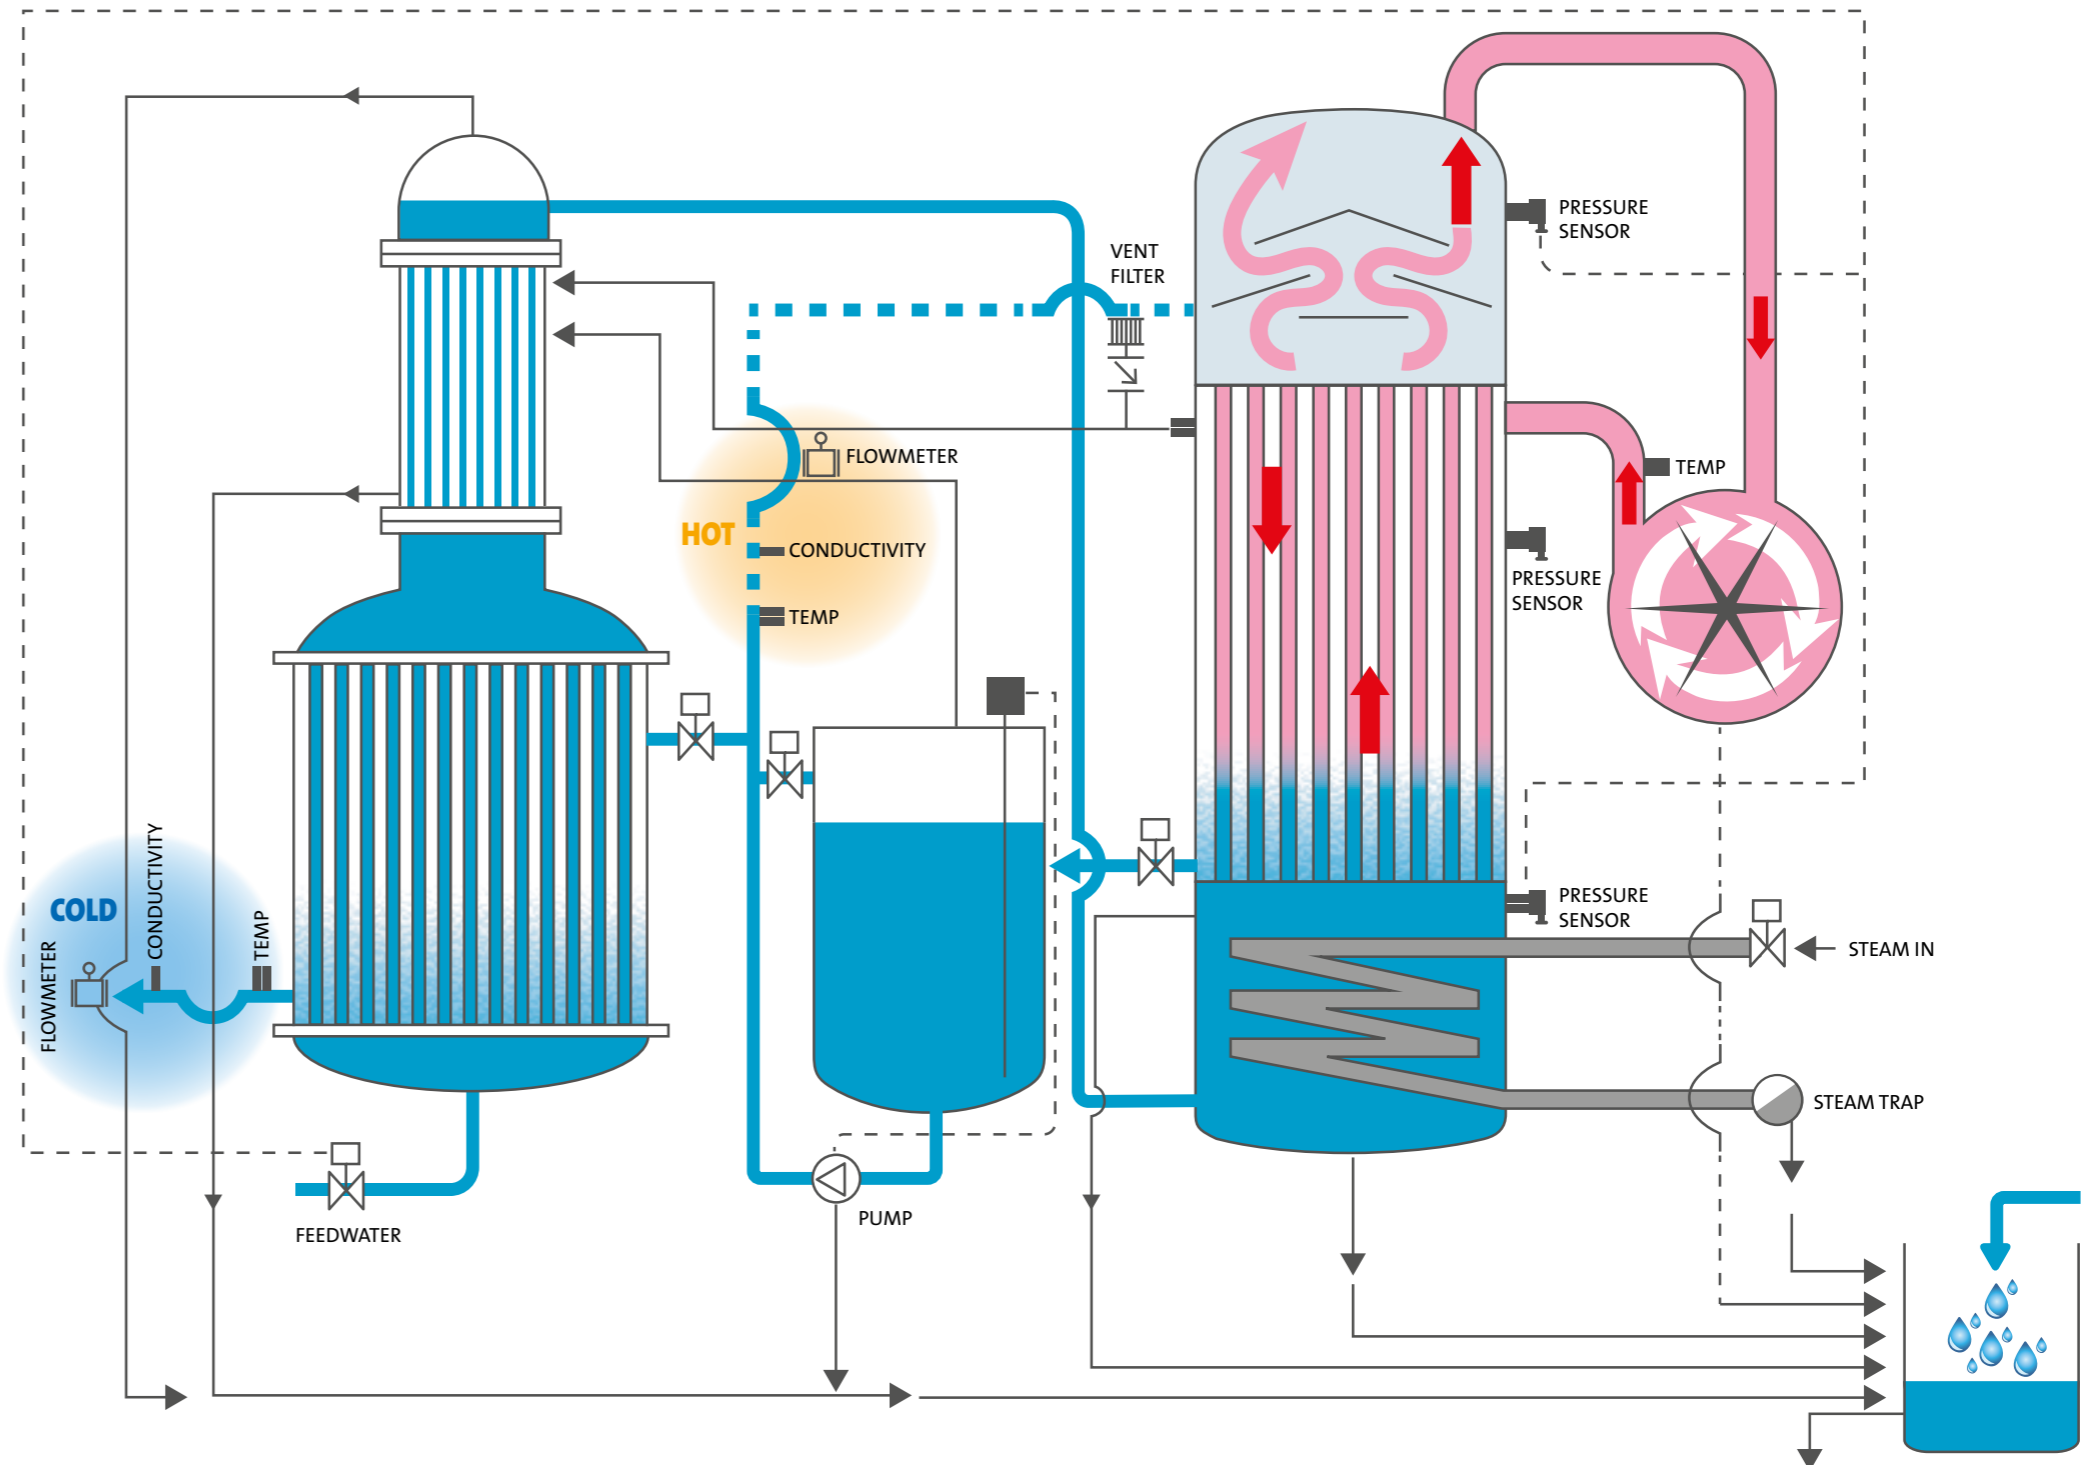 PRESSURE
SENSOR
VENT
FILTER
FLOWMETER
TEMP
HOT
CONDUCTIVITY
TEMP
PRESSURE
SENSOR
COLD
CONDUCTIVITY
TEMP
FLOWMETER
PRESSURE
SENSOR
STEAM IN
STEAM TRAP
FEEDWATER
PUMP